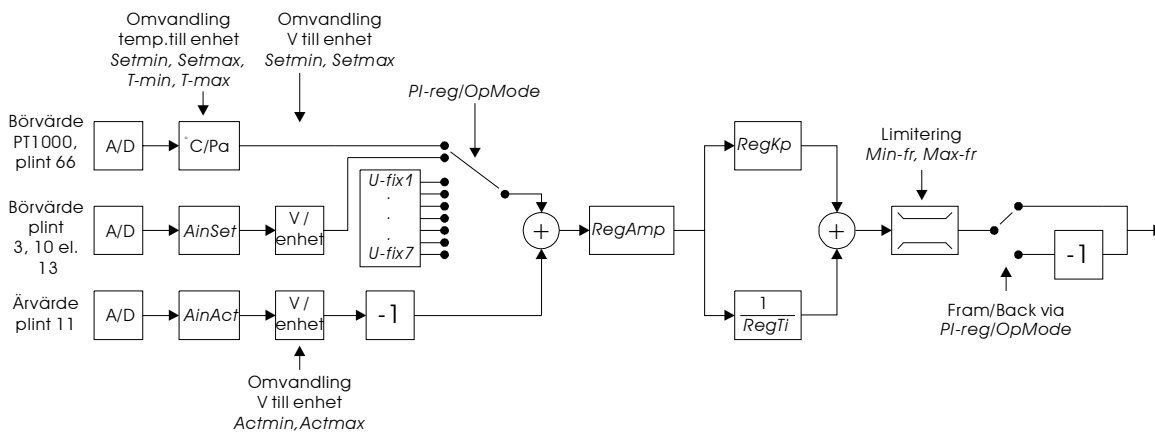 Omvandling
temp.till enhet
Setmin, Setmax,
T-min, T-max
Omvandling
V till enhet
Setmin, Setmax
PI-reg/OpMode
Börvärde
PT1000,
plint 66
A/D
°C/Pa
U-fix1
.
.
.
U-fix7
Börvärde
plint
3, 10 el.
13
A/D
AinSet
V /
enhet
+
RegAmp
RegKp
1
RegTi
+
Limitering
Min-fr, Max-fr
-1
Fram/Back via
PI-reg/OpMode
Ärvärde
plint 11
A/D
AinAct
V /
enhet
-1
Omvandling
V till enhet
Actmin,Actmax